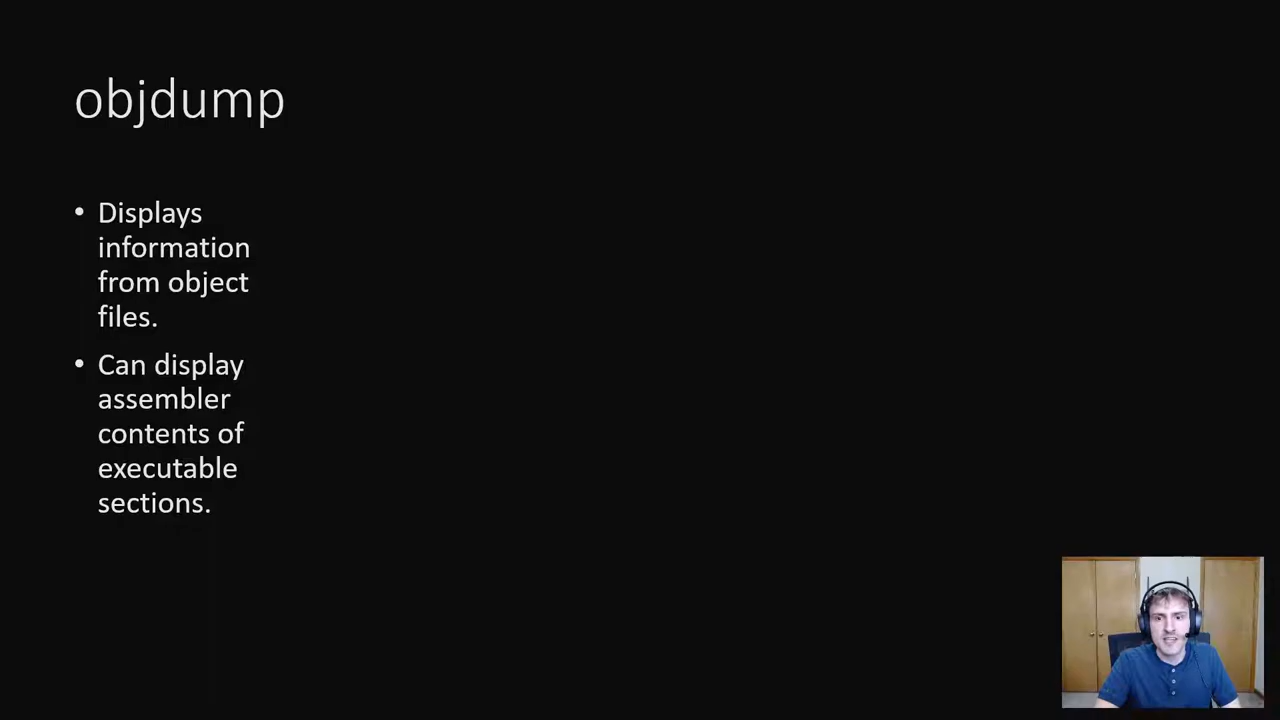 objdump
• Displays
information
from object
files.
• Can display
assembler
contents of
executable
sections.